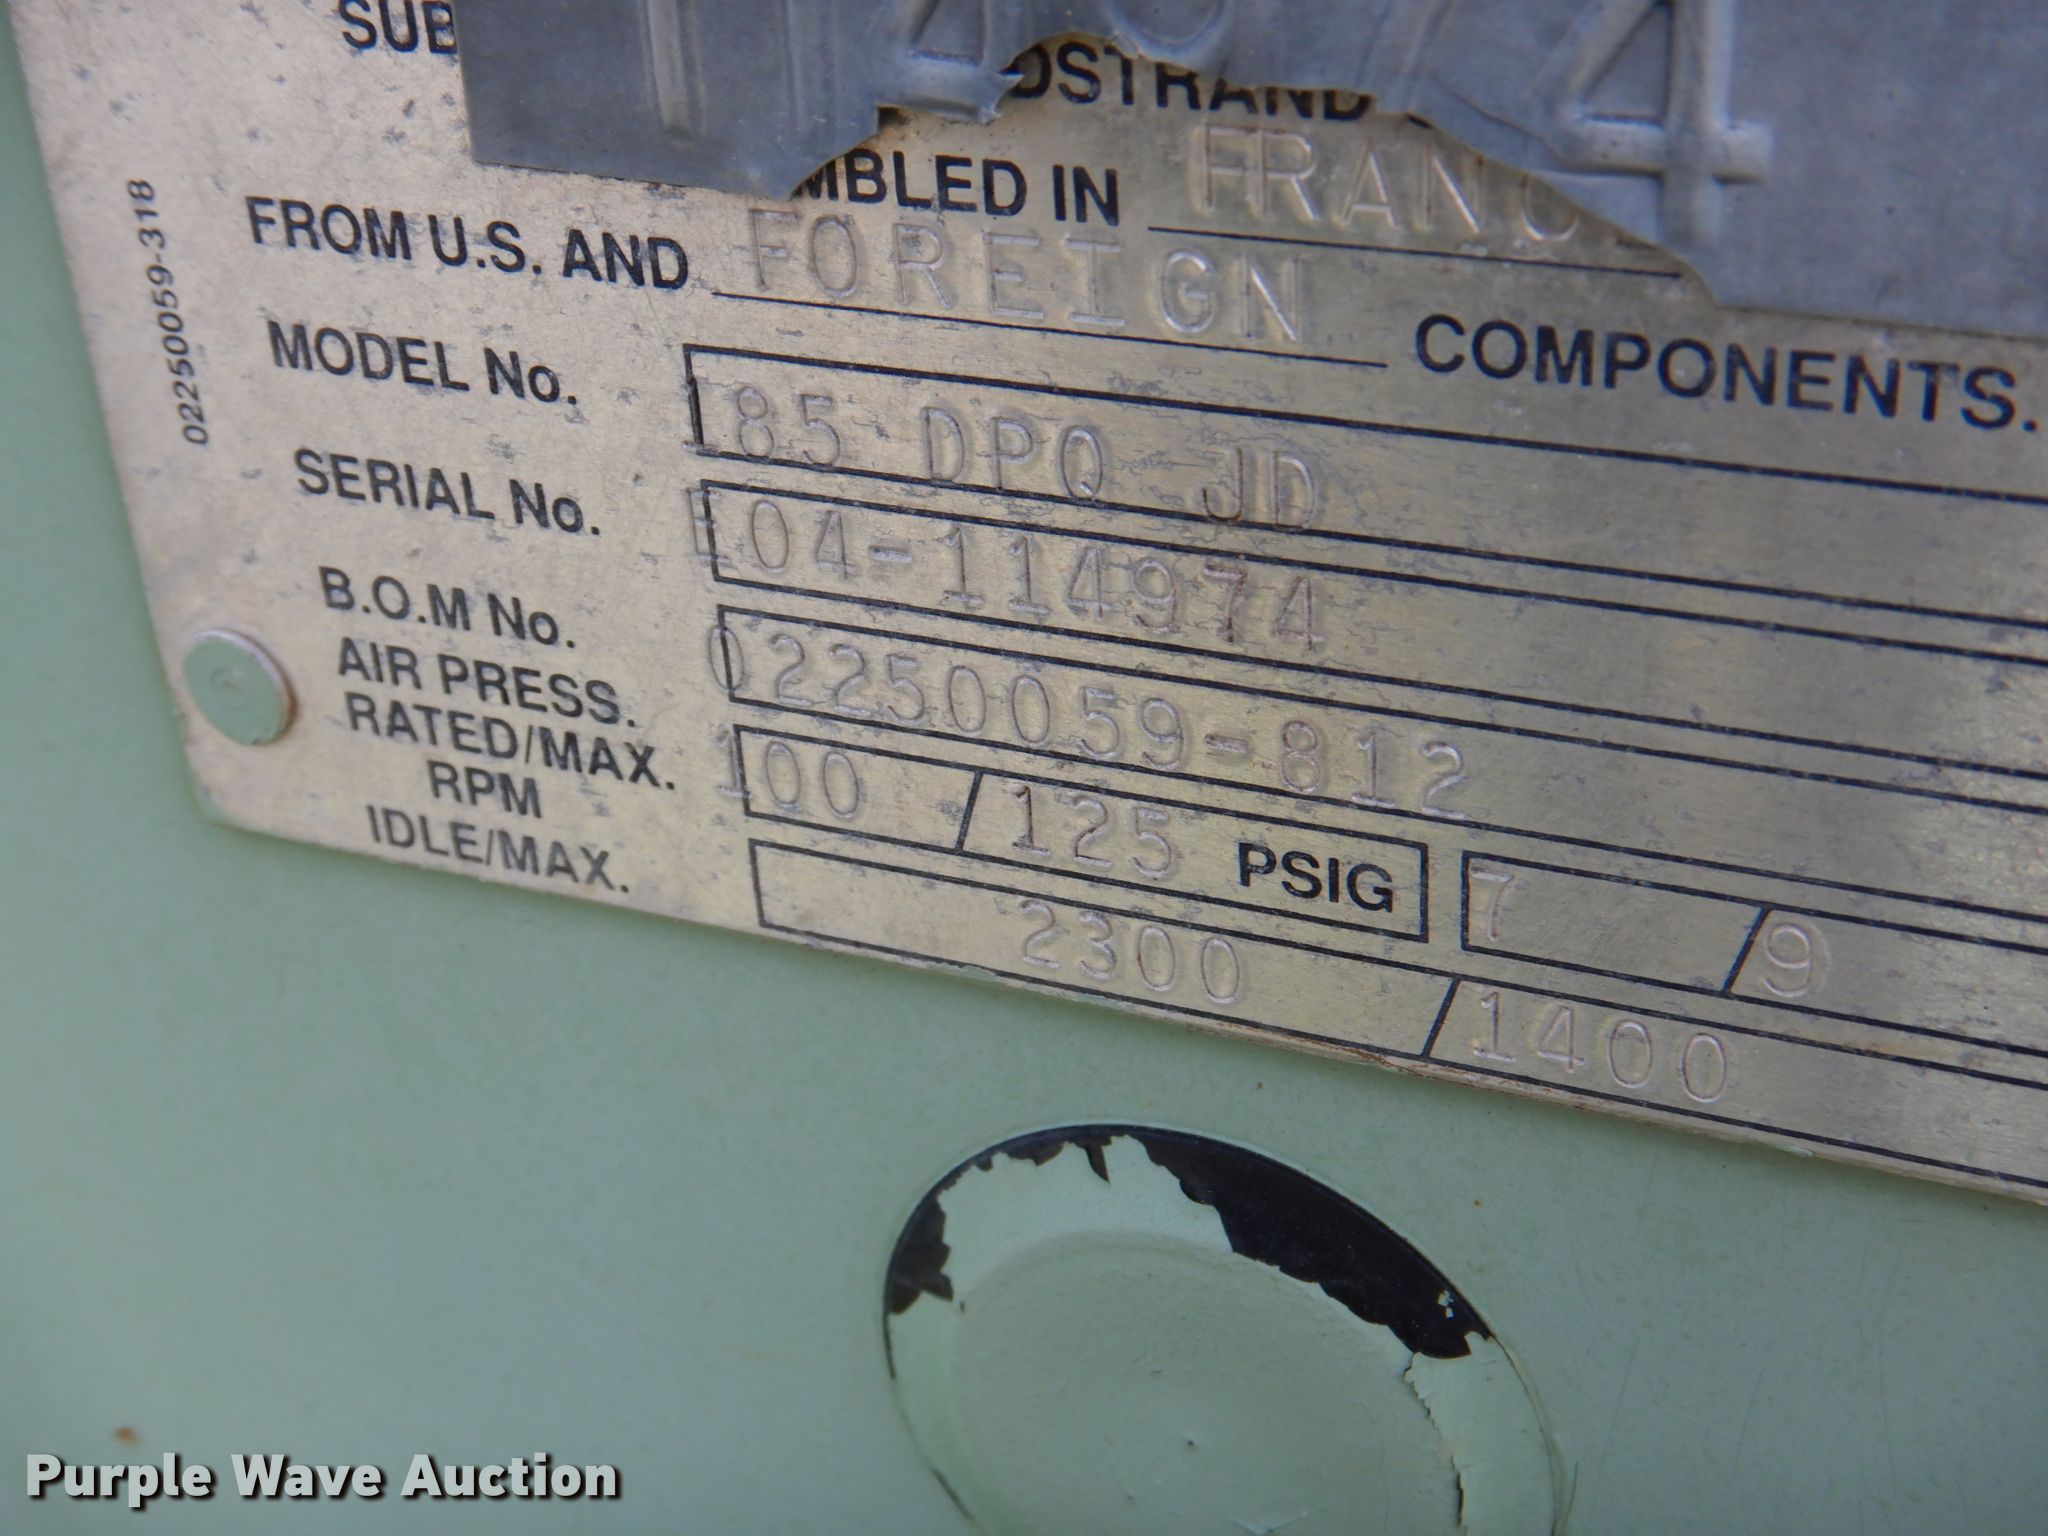 SUB
DSTRAND
MBLED IN FRANC
FROM U.S. AND FOREIGN COMPONENTS.
MODEL No. 185 DPQ JD
SERIAL No. E04-114974
B.O.M No. 02250059-812
AIR PRESS.
RATED/MAX. 100 / 125 PSIG 7 / 9
RPM
IDLE/MAX. 2300 / 1400
02250059-318
Purple Wave Auction